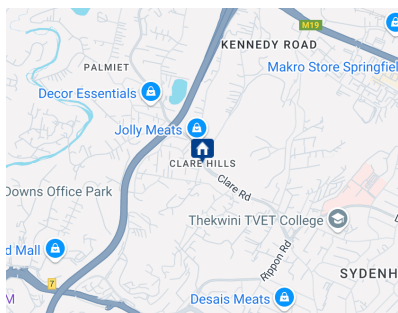 M19
KENNEDY ROAD
PALMIET
Makro Store Springfiel
Decor Essentials
Jolly Meats
CLARE HILLS
Downs Office Park
Clare Rd
Thekwini TVET College
d Mall
Rippon Rd
SYDENH
7
M
Desais Meats